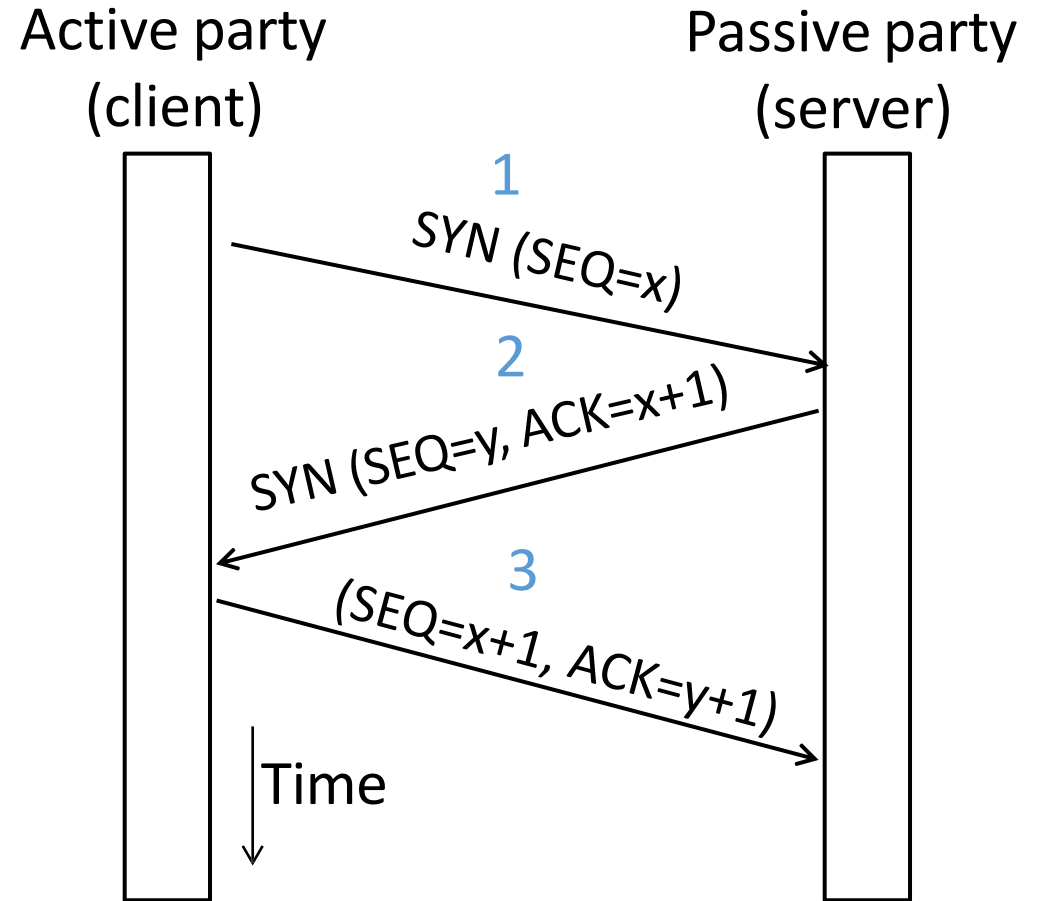 Active party
(client)
Passive party
(server)
1
SYN (SEQ=x)
2
SYN (SEQ=y, ACK=x+1)
3
(SEQ=x+1, ACK=y+1)
Time